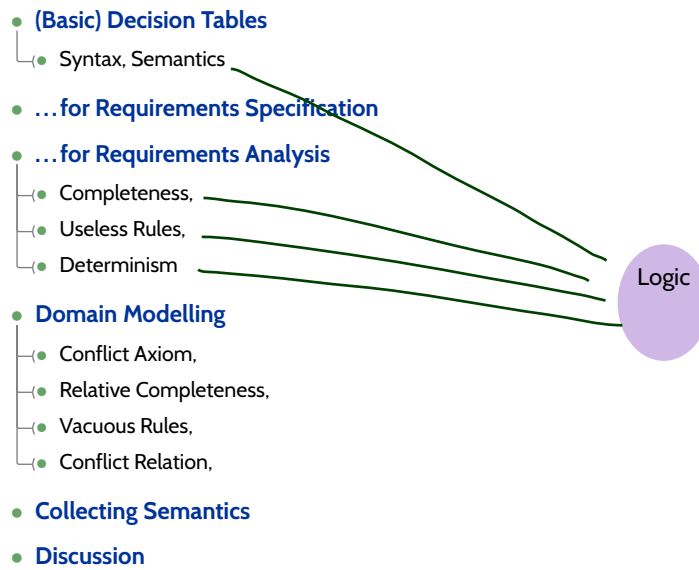 (Basic) Decision Tables
Syntax, Semantics
...for Requirements Specification
...for Requirements Analysis
Completeness,
Useless Rules,
Determinism
Logic
Domain Modelling
Conflict Axiom,
Relative Completeness,
Vacuous Rules,
Conflict Relation,
Collecting Semantics
Discussion